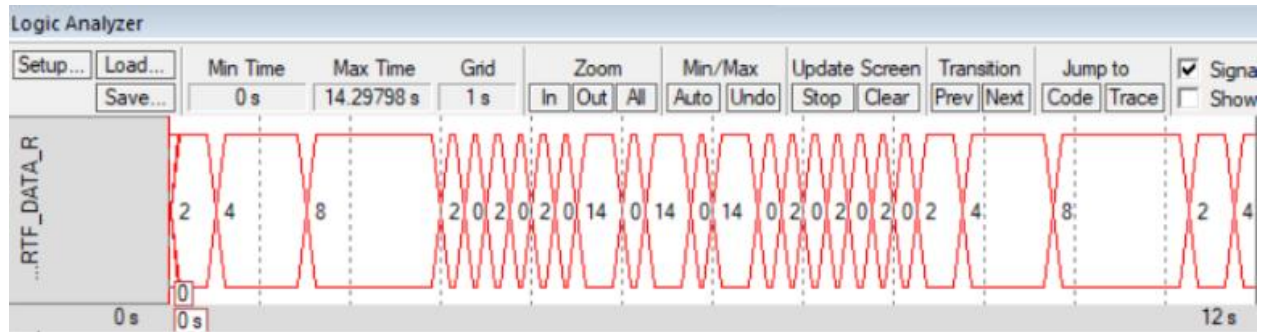 Logic Analyzer
Setup... Load... Min Time Max Time Grid Zoom Min/Max Update Screen Transition Jump to Signa
Save... 0 s 14.29798 s 1 s In Out All Auto Undo Stop Clear Prev Next Code Trace Show
...RTF_DATA_R
2 4 8 2 0 2 0 2 0 14 0 14 0 14 0 2 0 2 0 2 0 2 4 8 2 4
0
0 s 0 s 12 s